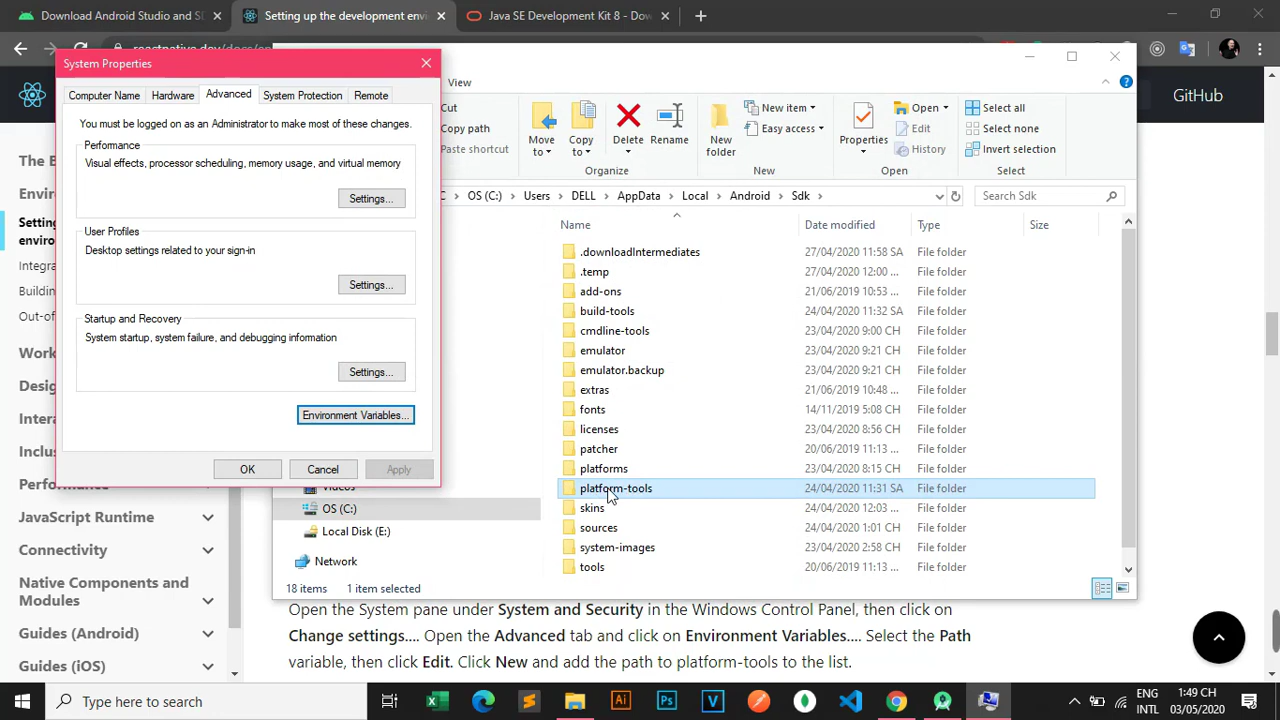 Download Android Studio and S
Setting up the development envi
Java SE Development Kit 8 - Dow
System Properties
Computer Name
Hardware
Advanced
System Protection
Remote
You must be logged on as an Administrator to make most of these changes.
Performance
Visual effects, processor scheduling, memory usage, and virtual memory
Settings...
User Profiles
Desktop settings related to your sign-in
Settings...
Startup and Recovery
System startup, system failure, and debugging information
Settings...
Environment Variables...
OK
Cancel
Apply
View
Cut
Copy path
Paste shortcut
Move to
Copy to
Delete
Rename
Organize
New folder
New item
Easy access
New
Properties
Open
Edit
History
Open
Select all
Select none
Invert selection
Select
OS (C:)
Users
DELL
AppData
Local
Android
Sdk
Search Sdk
Name
Date modified
Type
Size
.downloadIntermediates 27/04/2020 11:58 SA File folder
.temp 27/04/2020 12:00 ... File folder
add-ons 21/06/2019 10:53 ... File folder
build-tools 24/04/2020 11:32 SA File folder
cmdline-tools 23/04/2020 9:00 CH File folder
emulator 23/04/2020 9:21 CH File folder
emulator.backup 23/04/2020 9:21 CH File folder
extras 21/06/2019 10:48 ... File folder
fonts 14/11/2019 5:08 CH File folder
licenses 23/04/2020 8:56 CH File folder
patcher 20/06/2019 11:13 ... File folder
platforms 23/04/2020 8:15 CH File folder
platform-tools 24/04/2020 11:31 SA File folder
skins 24/04/2020 12:03 ... File folder
sources 24/04/2020 1:01 CH File folder
system-images 23/04/2020 2:58 CH File folder
tools 20/06/2019 11:13 ... File folder
Videos
OS (C:)
Local Disk (E:)
Network
18 items
1 item selected
GitHub
The B
Enviro
Setting
environ
Integra
Buildin
Out-of
Work
Desig
Intera
Inclus
Performance
JavaScript Runtime
Connectivity
Native Components and
Modules
Guides (Android)
Guides (iOS)
Open the System pane under System and Security in the Windows Control Panel, then click on
Change settings.... Open the Advanced tab and click on Environment Variables.... Select the Path
variable, then click Edit. Click New and add the path to platform-tools to the list.
Type here to search
ENG
INTL
1:49 CH
03/05/2020